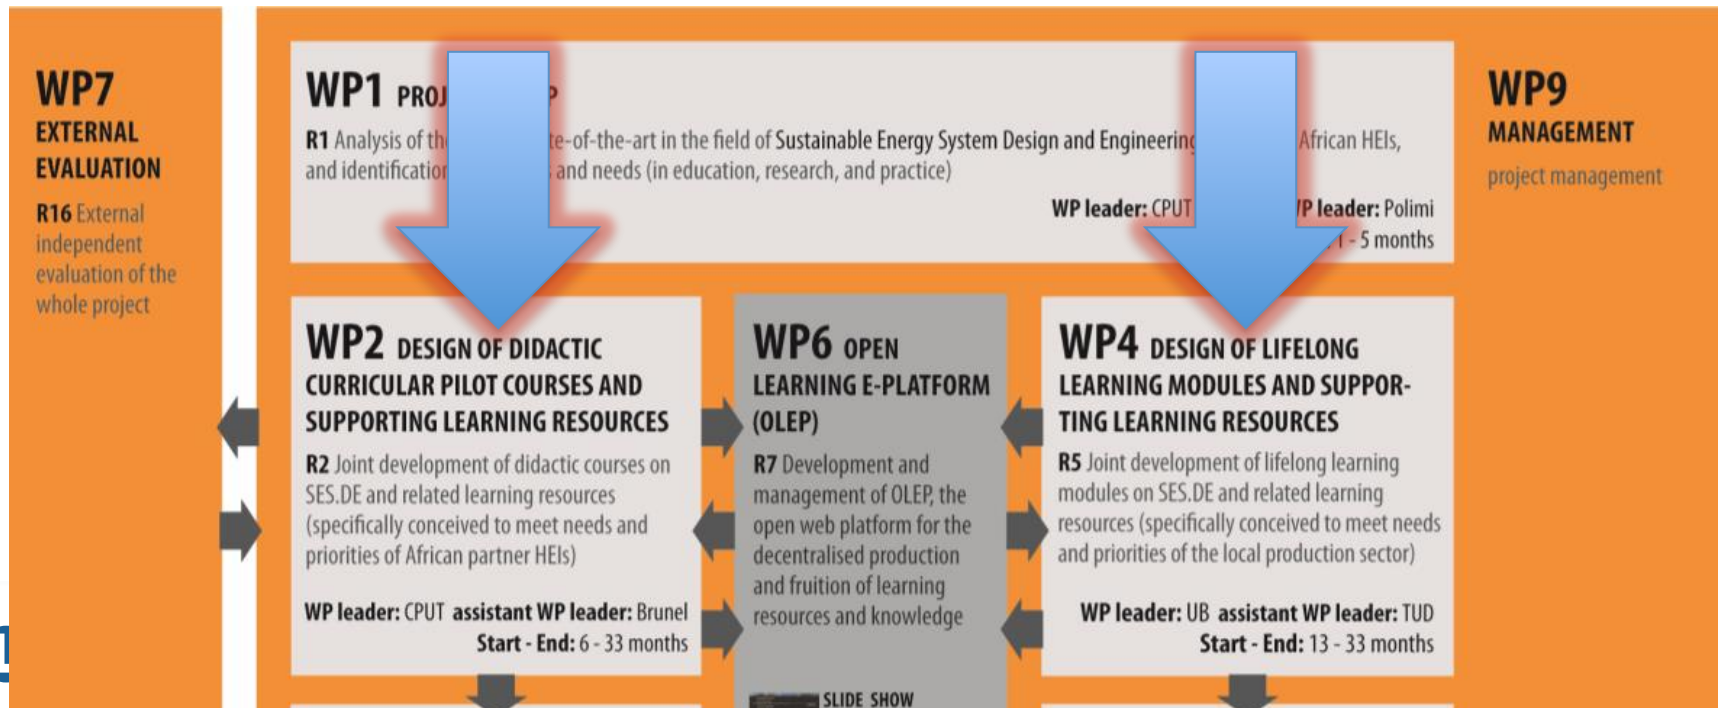 WP7
EXTERNAL
EVALUATION
R16 External
independent
evaluation of the
whole project
WP1 PROJ P
R1 Analysis of th te-of-the-art in the field of Sustainable Energy System Design and Engineering African HEIs,
and identification and needs (in education, research, and practice)
WP leader: CPUT WP leader: Polimi
1 - 5 months
WP9
MANAGEMENT
project management
WP2 DESIGN OF DIDACTIC
CURRICULAR PILOT COURSES AND
SUPPORTING LEARNING RESOURCES
R2 Joint development of didactic courses on
SES.DE and related learning resources
(specifically conceived to meet needs and
priorities of African partner HEIs)
WP leader: CPUT assistant WP leader: Brunel
Start - End: 6 - 33 months
WP6 OPEN
LEARNING E-PLATFORM
(OLEP)
R7 Development and
management of OLEP, the
open web platform for the
decentralised production
and fruition of learning
resources and knowledge
SLIDE SHOW
WP4 DESIGN OF LIFELONG
LEARNING MODULES AND SUPPOR-
TING LEARNING RESOURCES
R5 Joint development of lifelong learning
modules on SES.DE and related learning
resources (specifically conceived to meet needs
and priorities of the local production sector)
WP leader: UB assistant WP leader: TUD
Start - End: 13 - 33 months